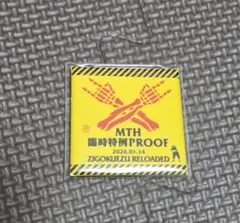 MTH
臨時特例PROOF
2026.01.14
ZIGOKUEZU RELOADED